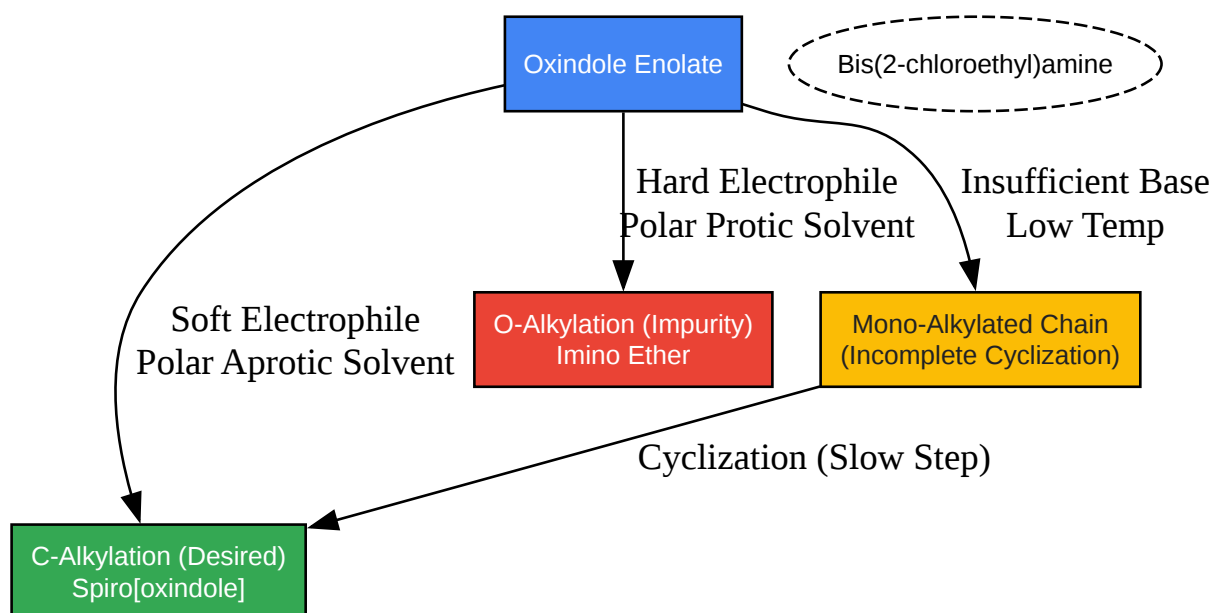 Oxindole Enolate
Bis(2-chloroethyl)amine
Hard Electrophile
Polar Protic Solvent
Insufficient Base
Low Temp
Soft Electrophile
Polar Aprotic Solvent
O-Alkylation (Impurity)
Imino Ether
Mono-Alkylated Chain
(Incomplete Cyclization)
Cyclization (Slow Step)
C-Alkylation (Desired)
Spiro[oxindole]